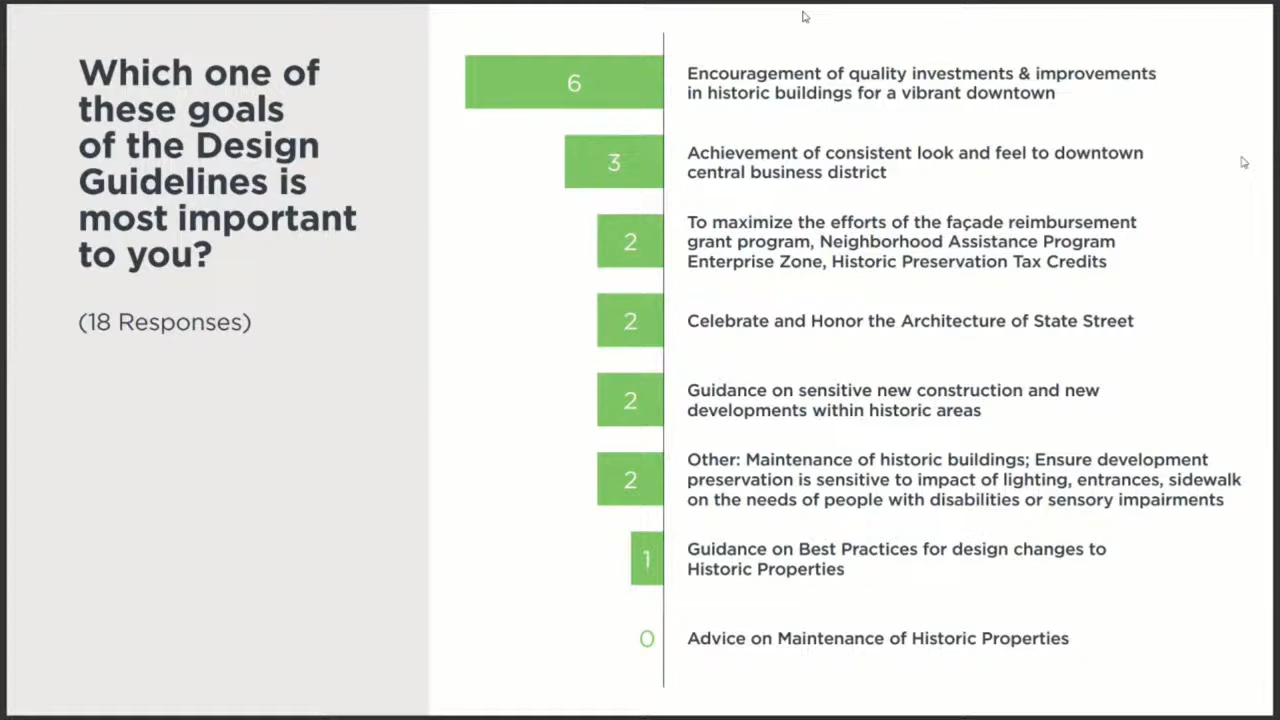 Which one of
these goals
of the Design
Guidelines is
most important
to you?
(18 Responses)
6
Encouragement of quality investments & improvements
in historic buildings for a vibrant downtown
3
Achievement of consistent look and feel to downtown
central business district
2
To maximize the efforts of the façade reimbursement
grant program, Neighborhood Assistance Program
Enterprise Zone, Historic Preservation Tax Credits
2
Celebrate and Honor the Architecture of State Street
2
Guidance on sensitive new construction and new
developments within historic areas
2
Other: Maintenance of historic buildings; Ensure development
preservation is sensitive to impact of lighting, entrances, sidewalk
on the needs of people with disabilities or sensory impairments
1
Guidance on Best Practices for design changes to
Historic Properties
0
Advice on Maintenance of Historic Properties